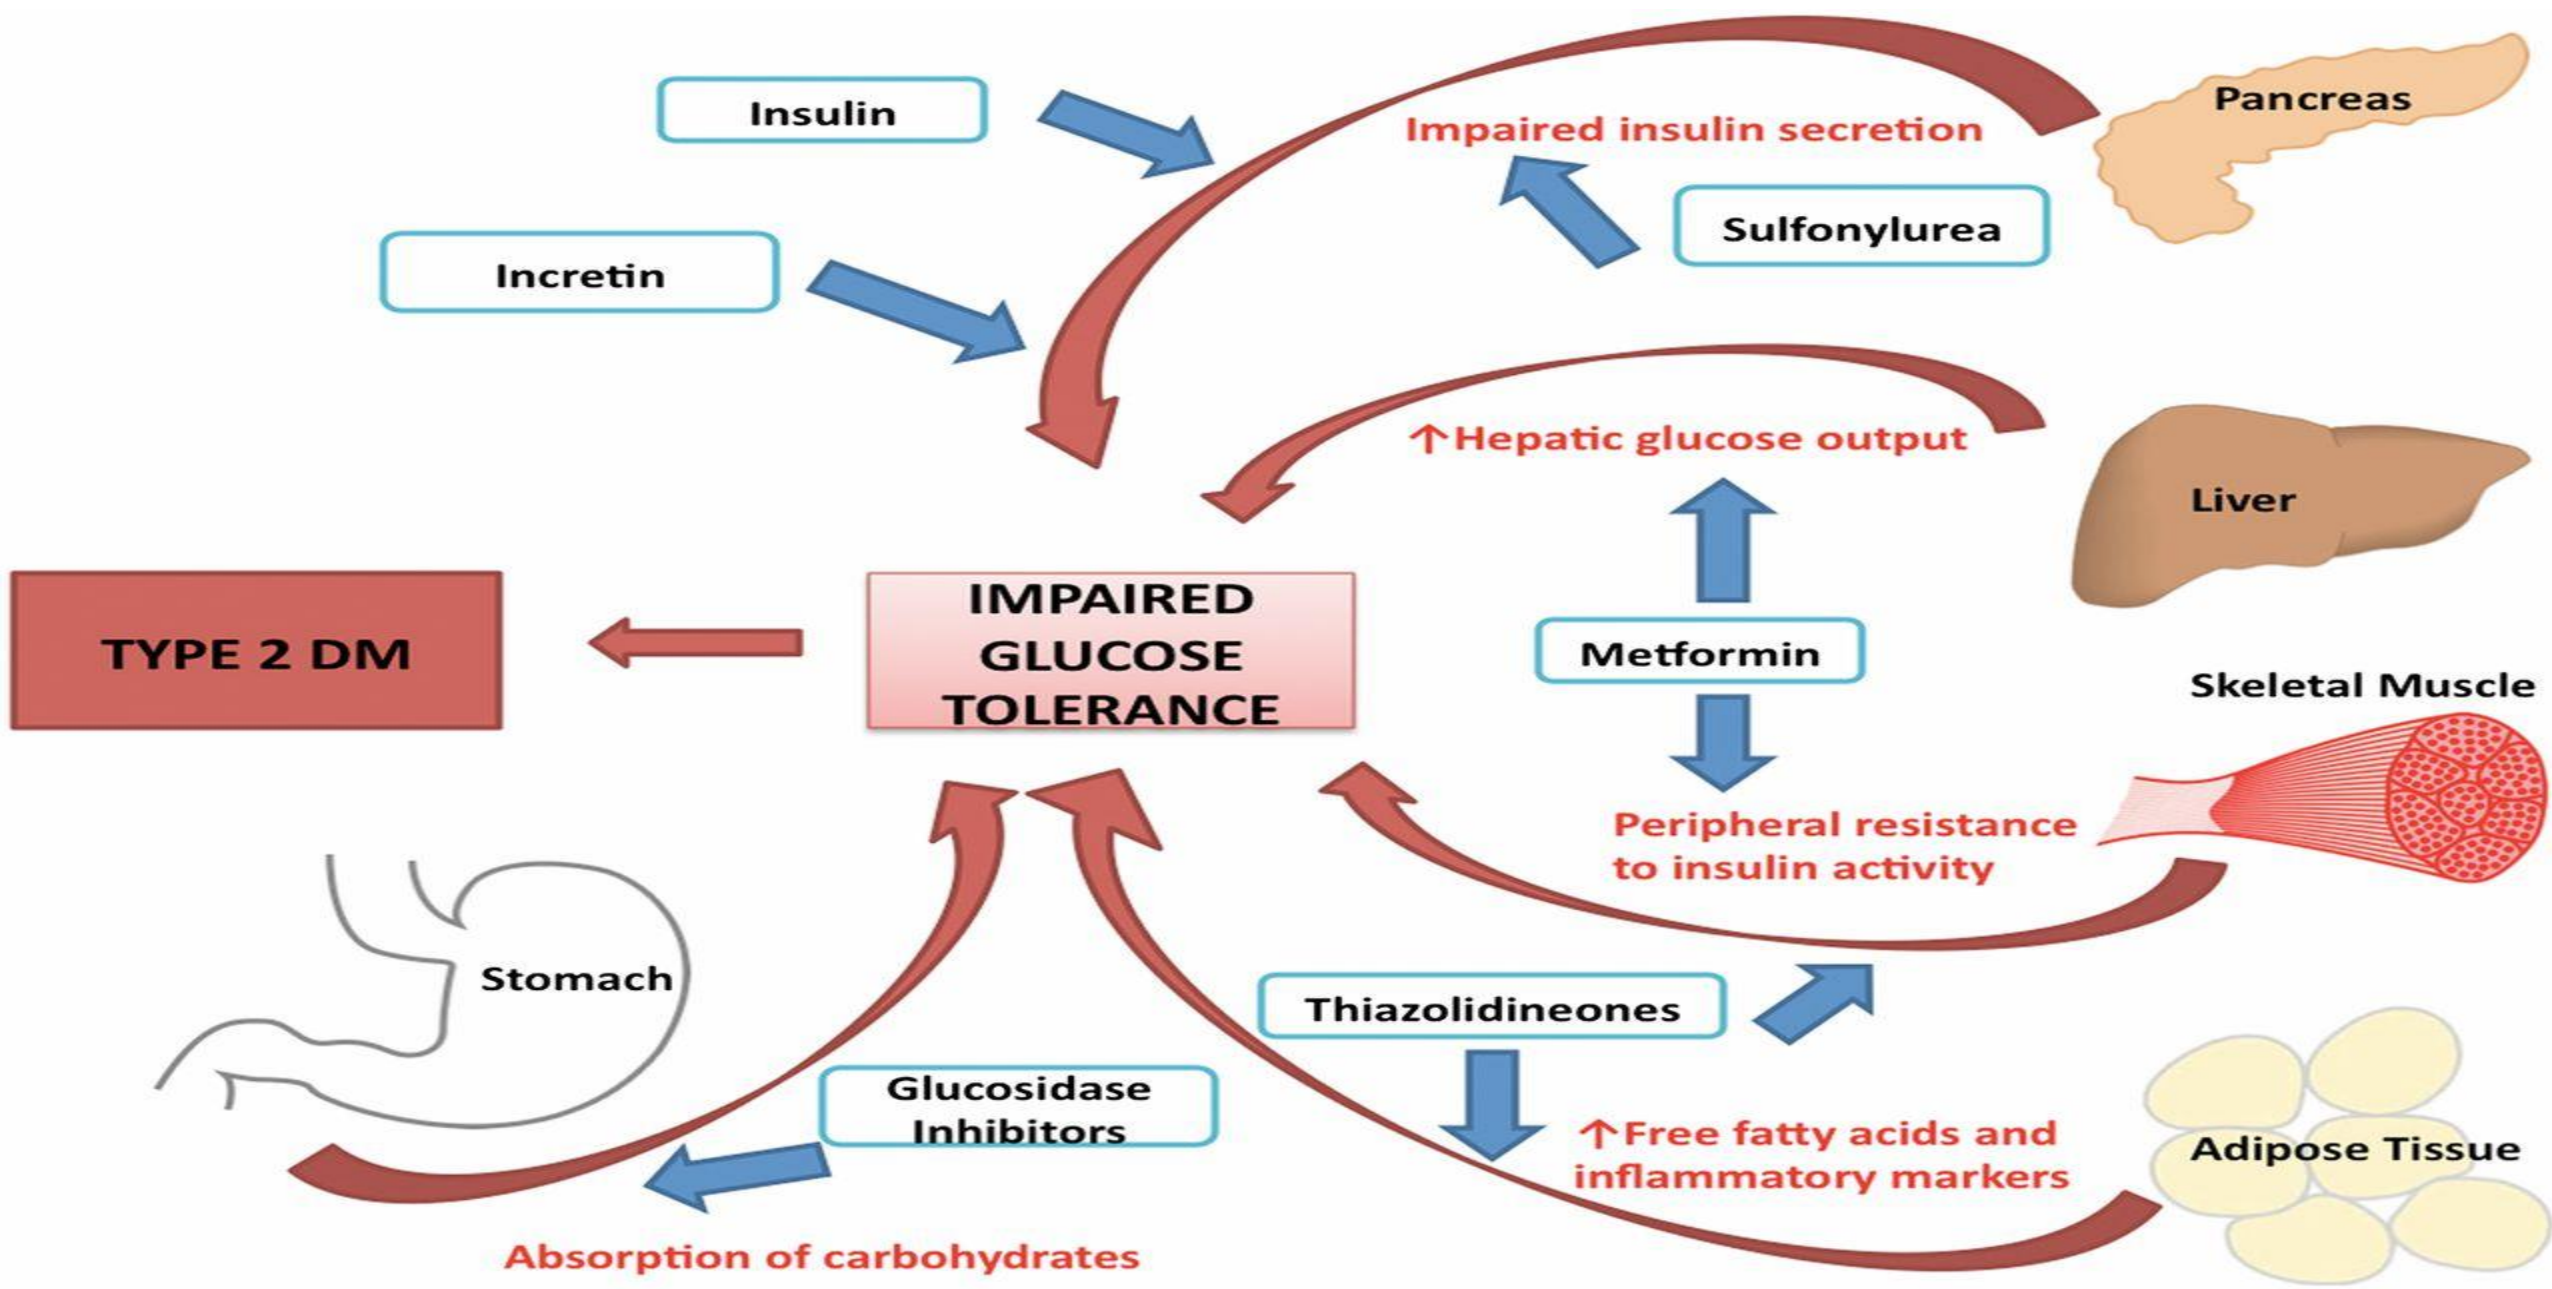 Insulin
Impaired insulin secretion
Pancreas
Sulfonylurea
Incretin
↑Hepatic glucose output
Liver
TYPE 2 DM
IMPAIRED
GLUCOSE
TOLERANCE
Metformin
Skeletal Muscle
Peripheral resistance
to insulin activity
Stomach
Thiazolidineones
Glucosidase
Inhibitors
↑Free fatty acids and
inflammatory markers
Adipose Tissue
Absorption of carbohydrates